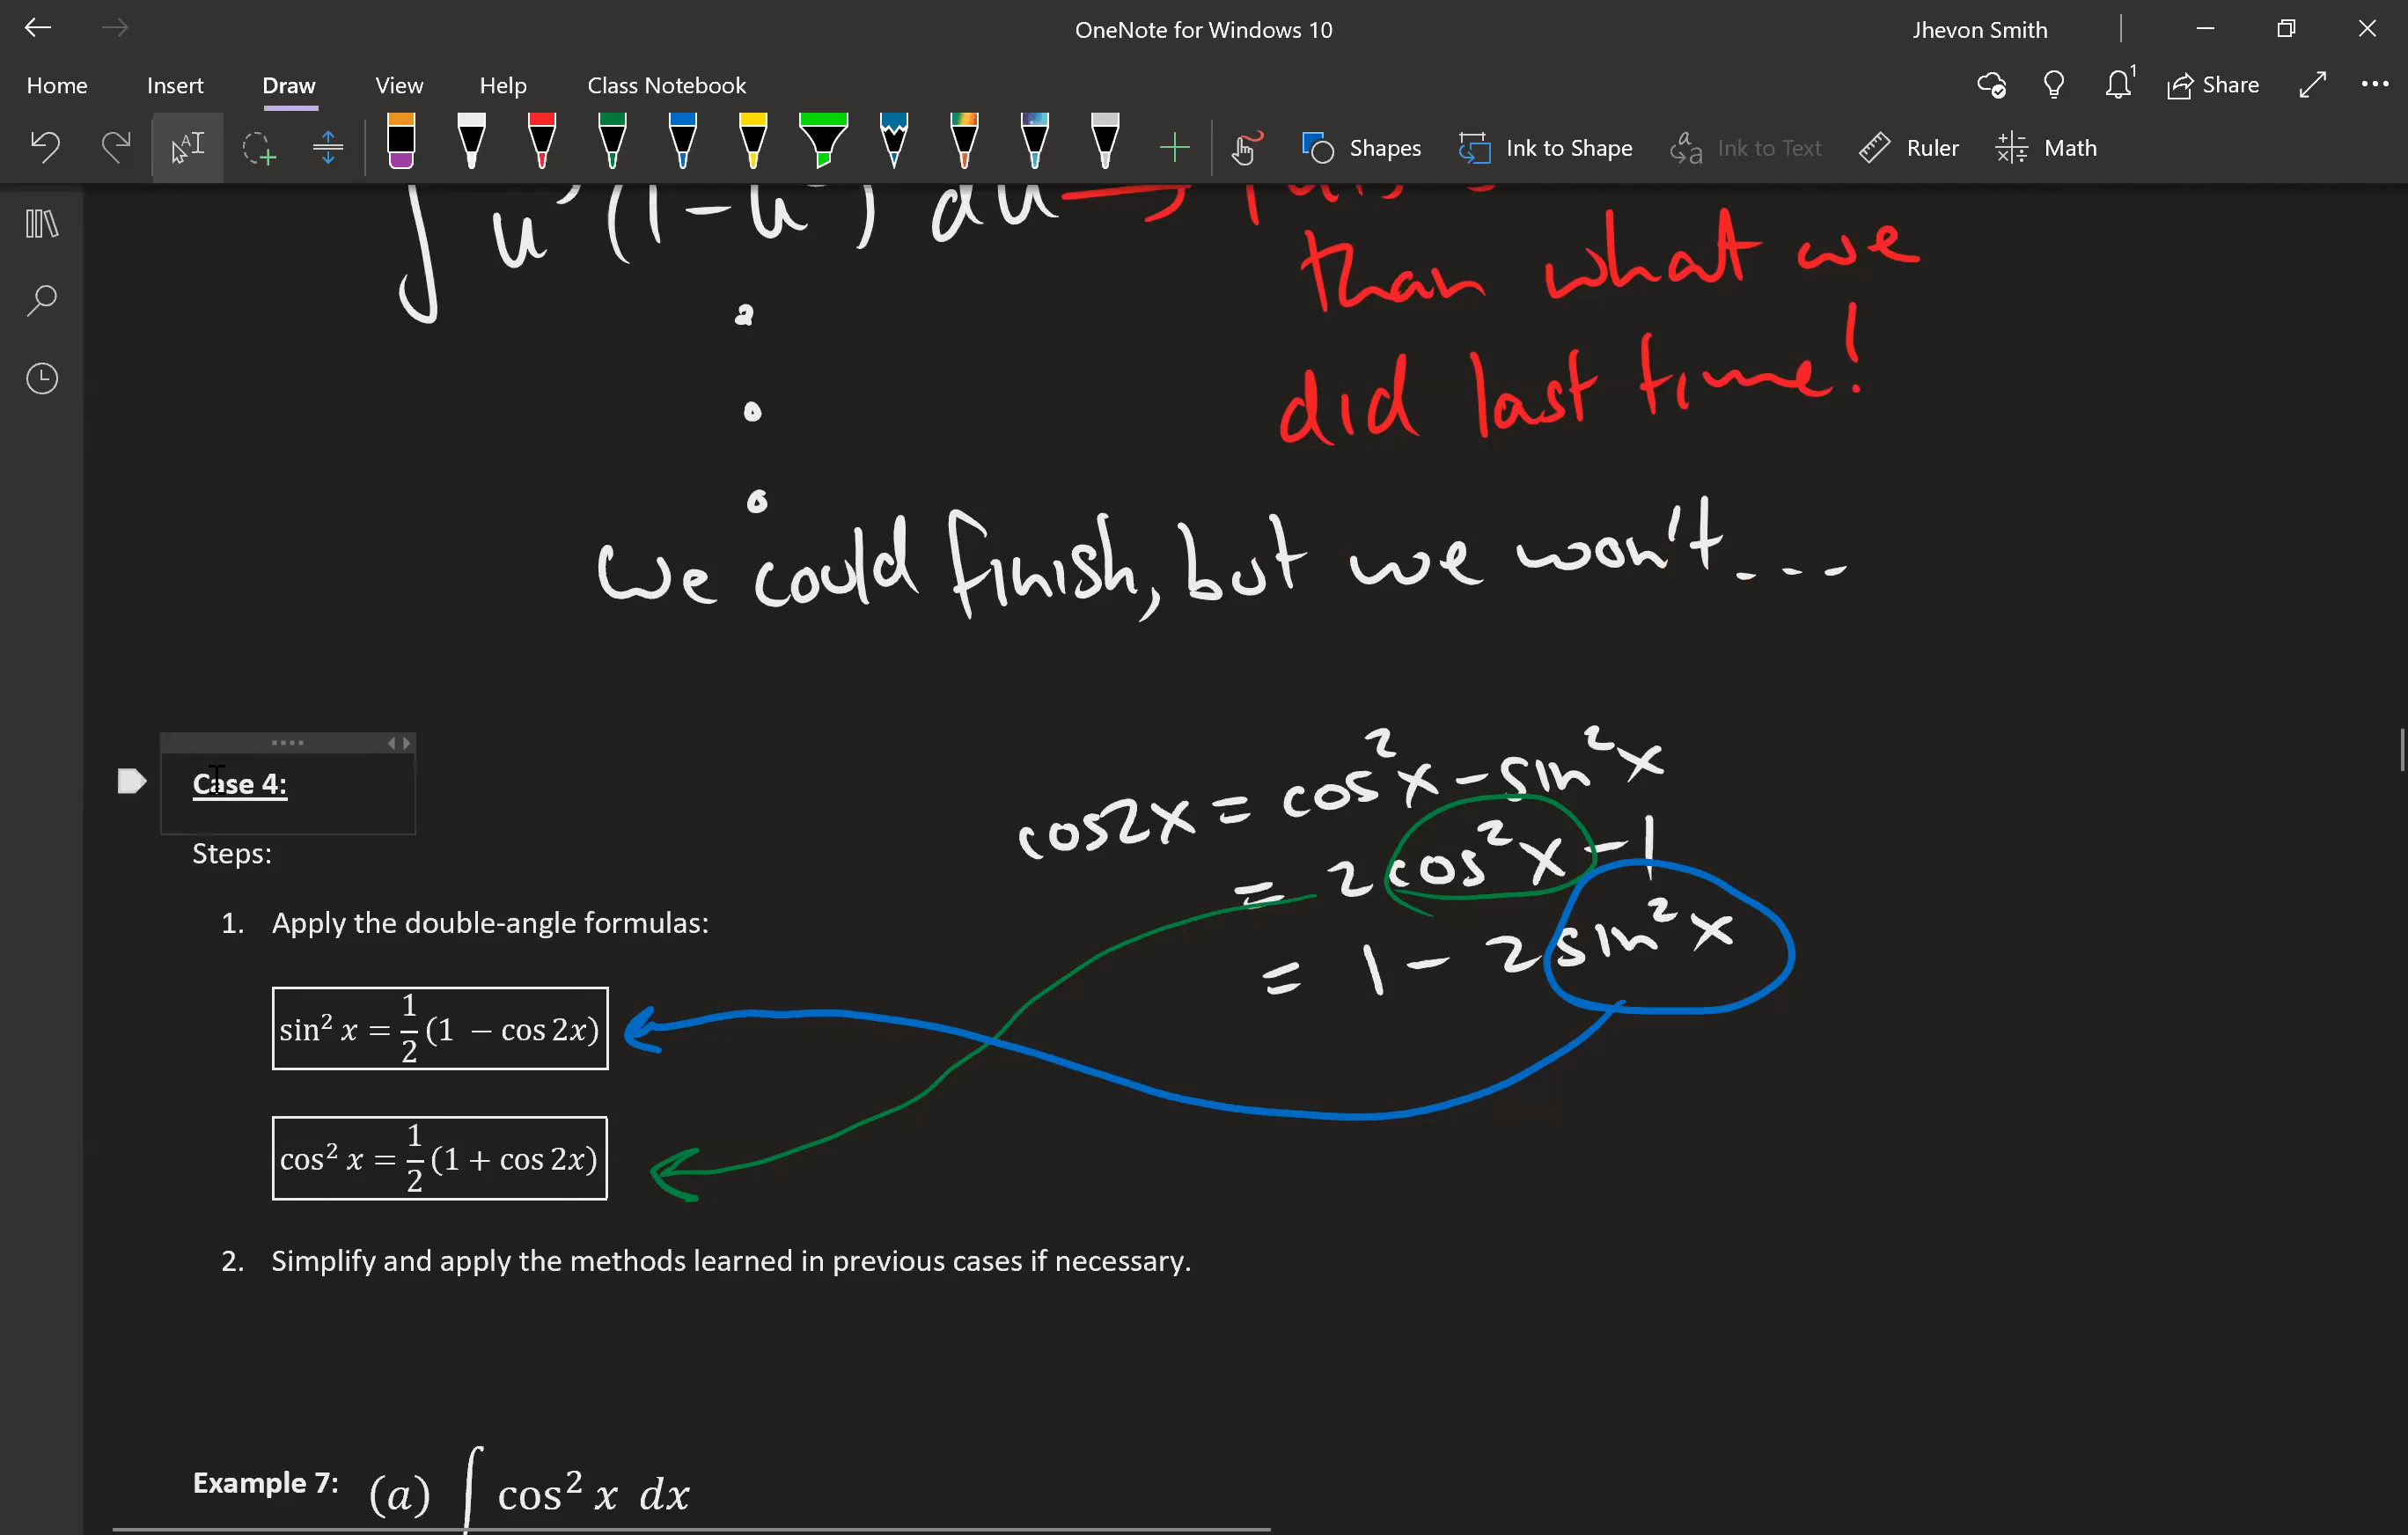 OneNote for Windows 10
Jhevon Smith
Home Insert Draw View Help Class Notebook
1 Share
Shapes Ink to Shape Ink to Text Ruler Math
∫ u (1 - u ) du →
than what we
did last time!
We could finish, but we won't...
Case 4:
cos2x = cos²x - sin²x
= 2cos²x - 1
= 1 - 2sin²x
Steps:
1. Apply the double-angle formulas:
sin² x = 1/2 (1 − cos 2x)
cos² x = 1/2 (1 + cos 2x)
2. Simplify and apply the methods learned in previous cases if necessary.
Example 7: (a) ∫ cos² x dx